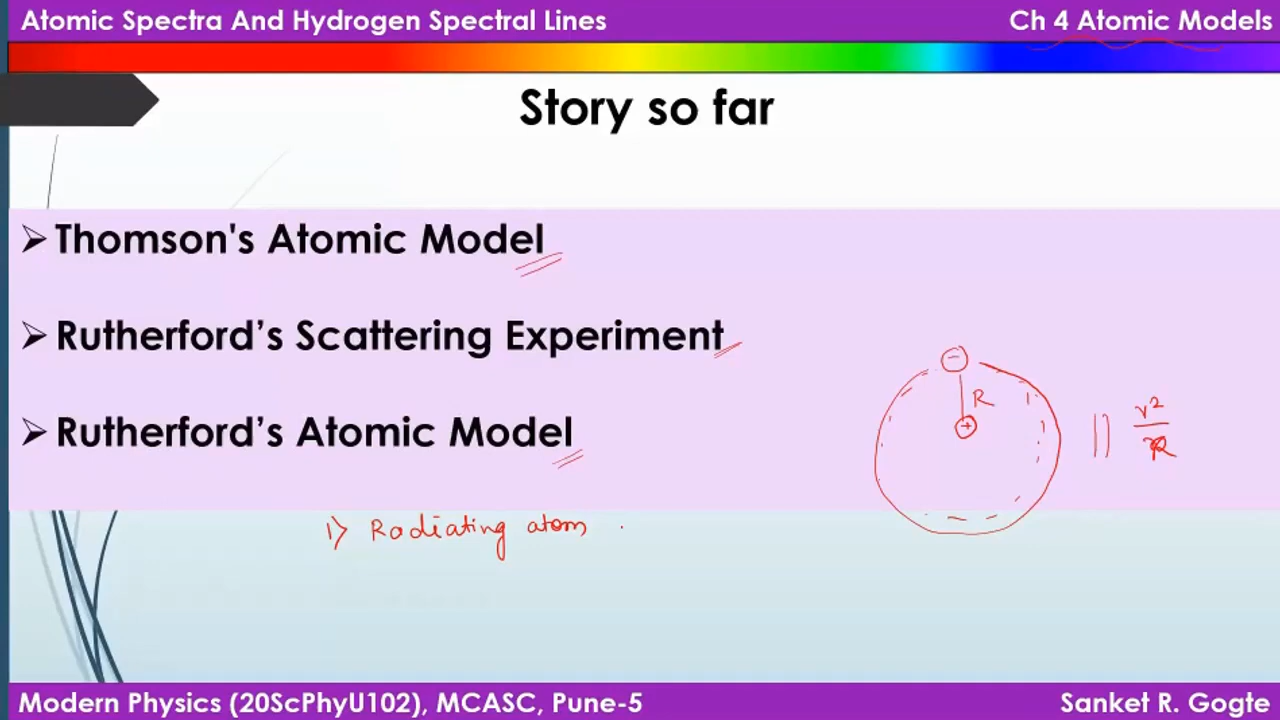 Atomic Spectra And Hydrogen Spectral Lines
Ch 4 Atomic Models
Story so far
➢ Thomson's Atomic Model
➢ Rutherford’s Scattering Experiment
➢ Rutherford’s Atomic Model
−
R
+
v²
R
1) Radiating atom
Modern Physics (20ScPhyU102), MCASC, Pune-5
Sanket R. Gogte